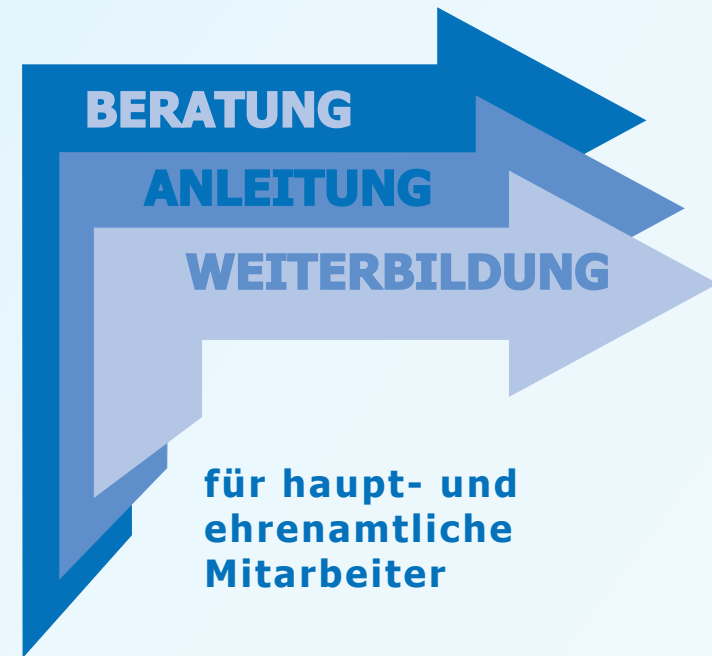 BERATUNG
ANLEITUNG
WEITERBILDUNG
für haupt- und
ehrenamtliche
Mitarbeiter